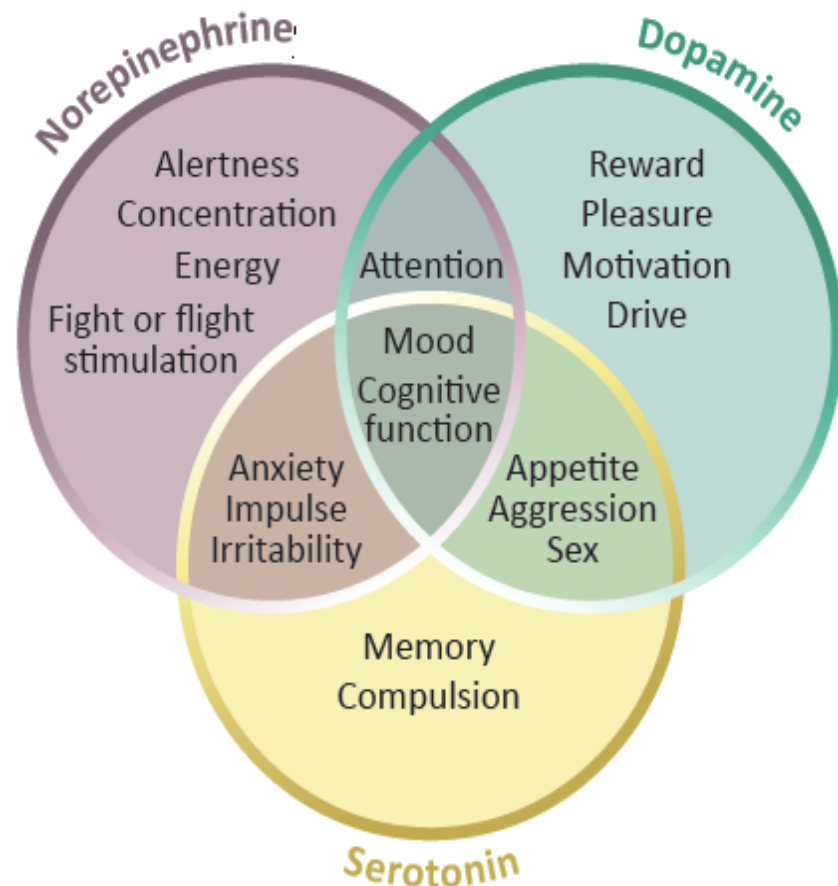 Norepinephrine
Dopamine
Alertness
Concentration
Energy
Fight or flight
stimulation
Attention
Reward
Pleasure
Motivation
Drive
Mood
Cognitive
function
Anxiety
Impulse
Irritability
Appetite
Aggression
Sex
Memory
Compulsion
Serotonin